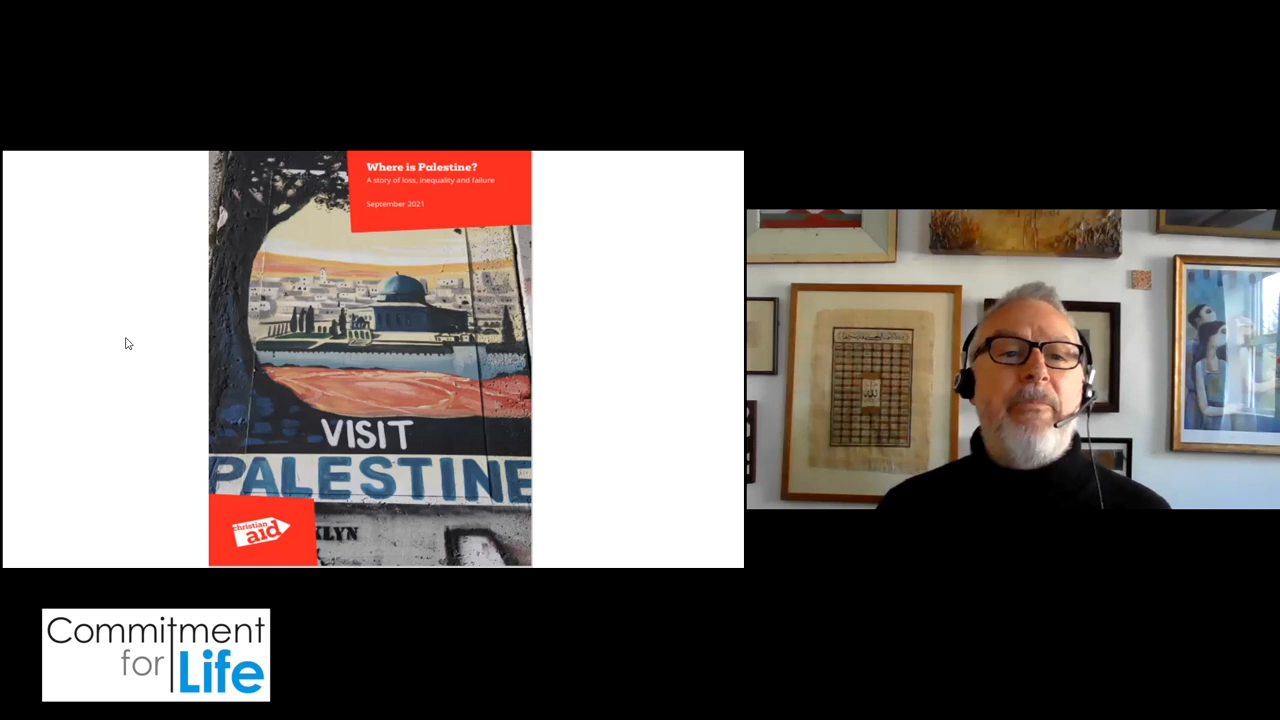 Where is Palestine?
A story of loss, inequality and failure
September 2021
VISIT
PALESTINE
KLYN
christian
aid
Commitment
for Life